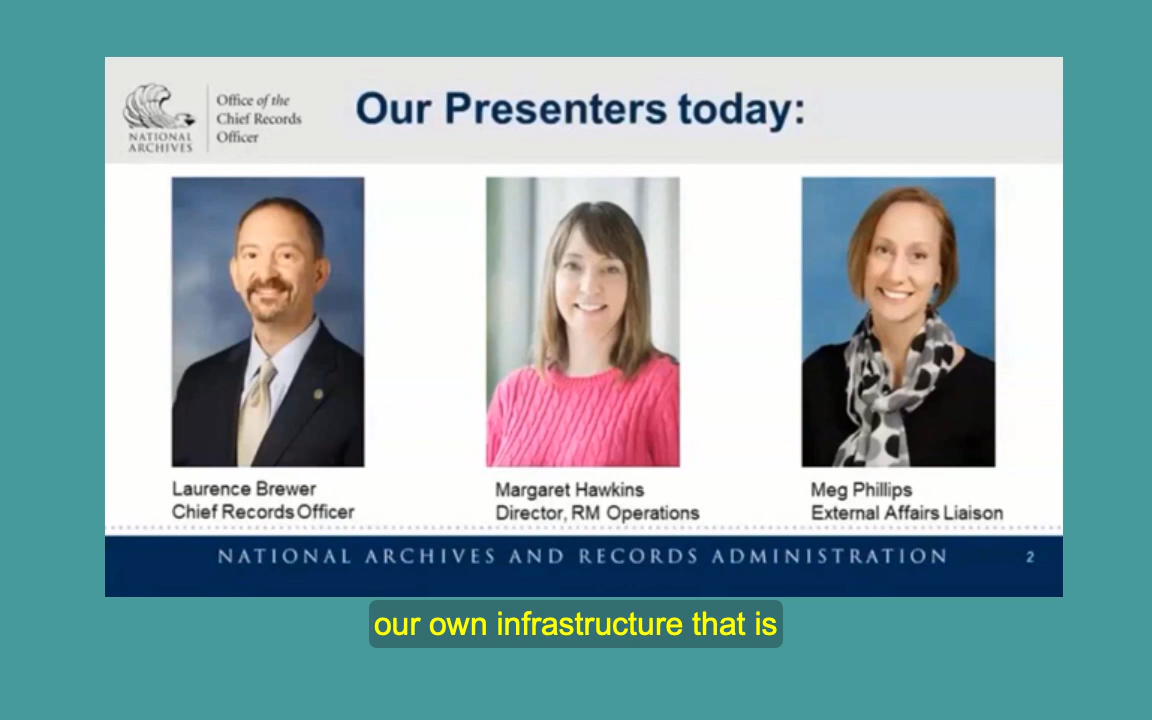 Office of the
Chief Records
Officer
NATIONAL
ARCHIVES
Our Presenters today:
Laurence Brewer
Chief Records Officer
Margaret Hawkins
Director, RM Operations
Meg Phillips
External Affairs Liaison
NATIONAL ARCHIVES AND RECORDS ADMINISTRATION
2
our own infrastructure that is